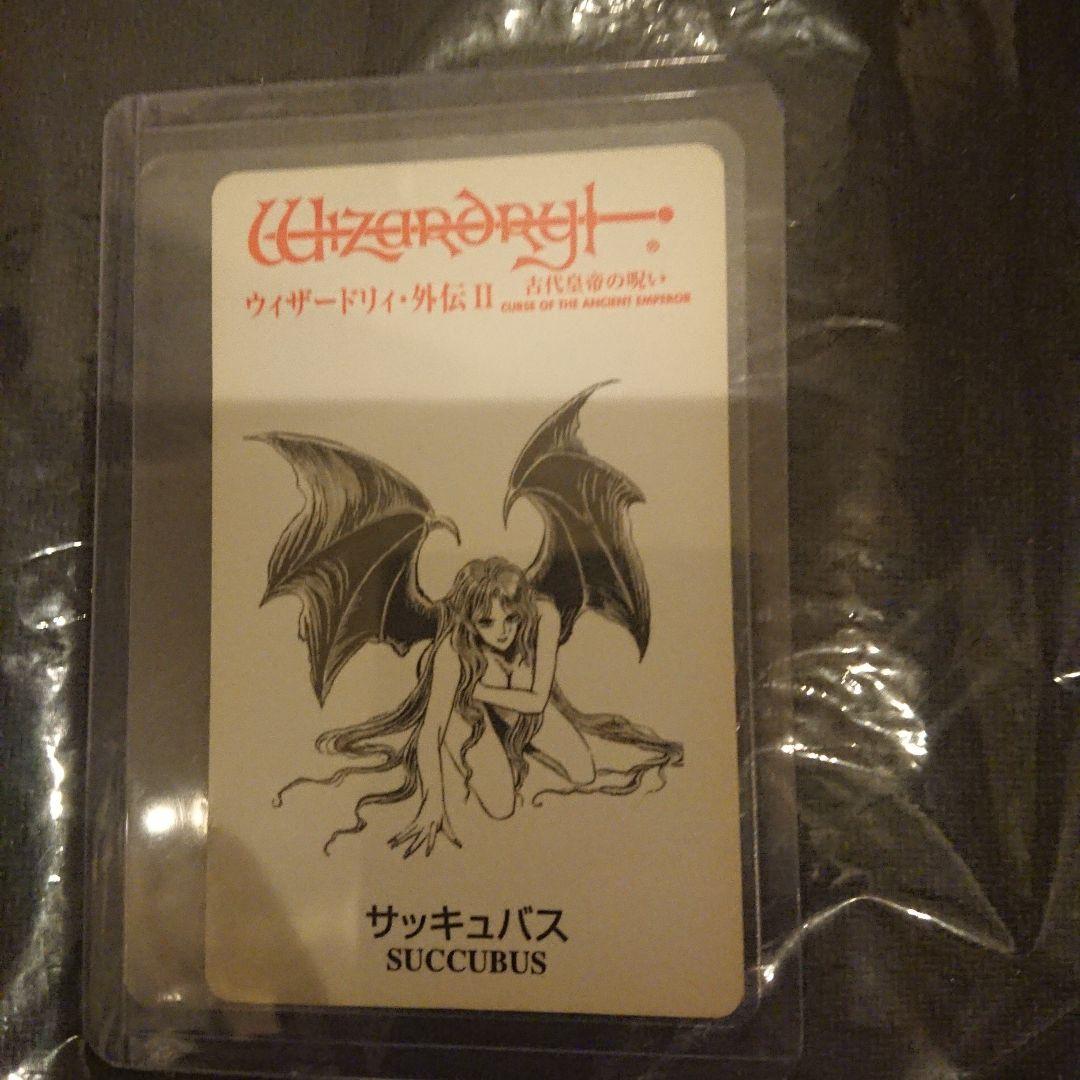 Wizardry
®
ウィザードリィ・外伝 II
古代皇帝の呪い
CURSE OF THE ANCIENT EMPEROR
サッキュバス
SUCCUBUS